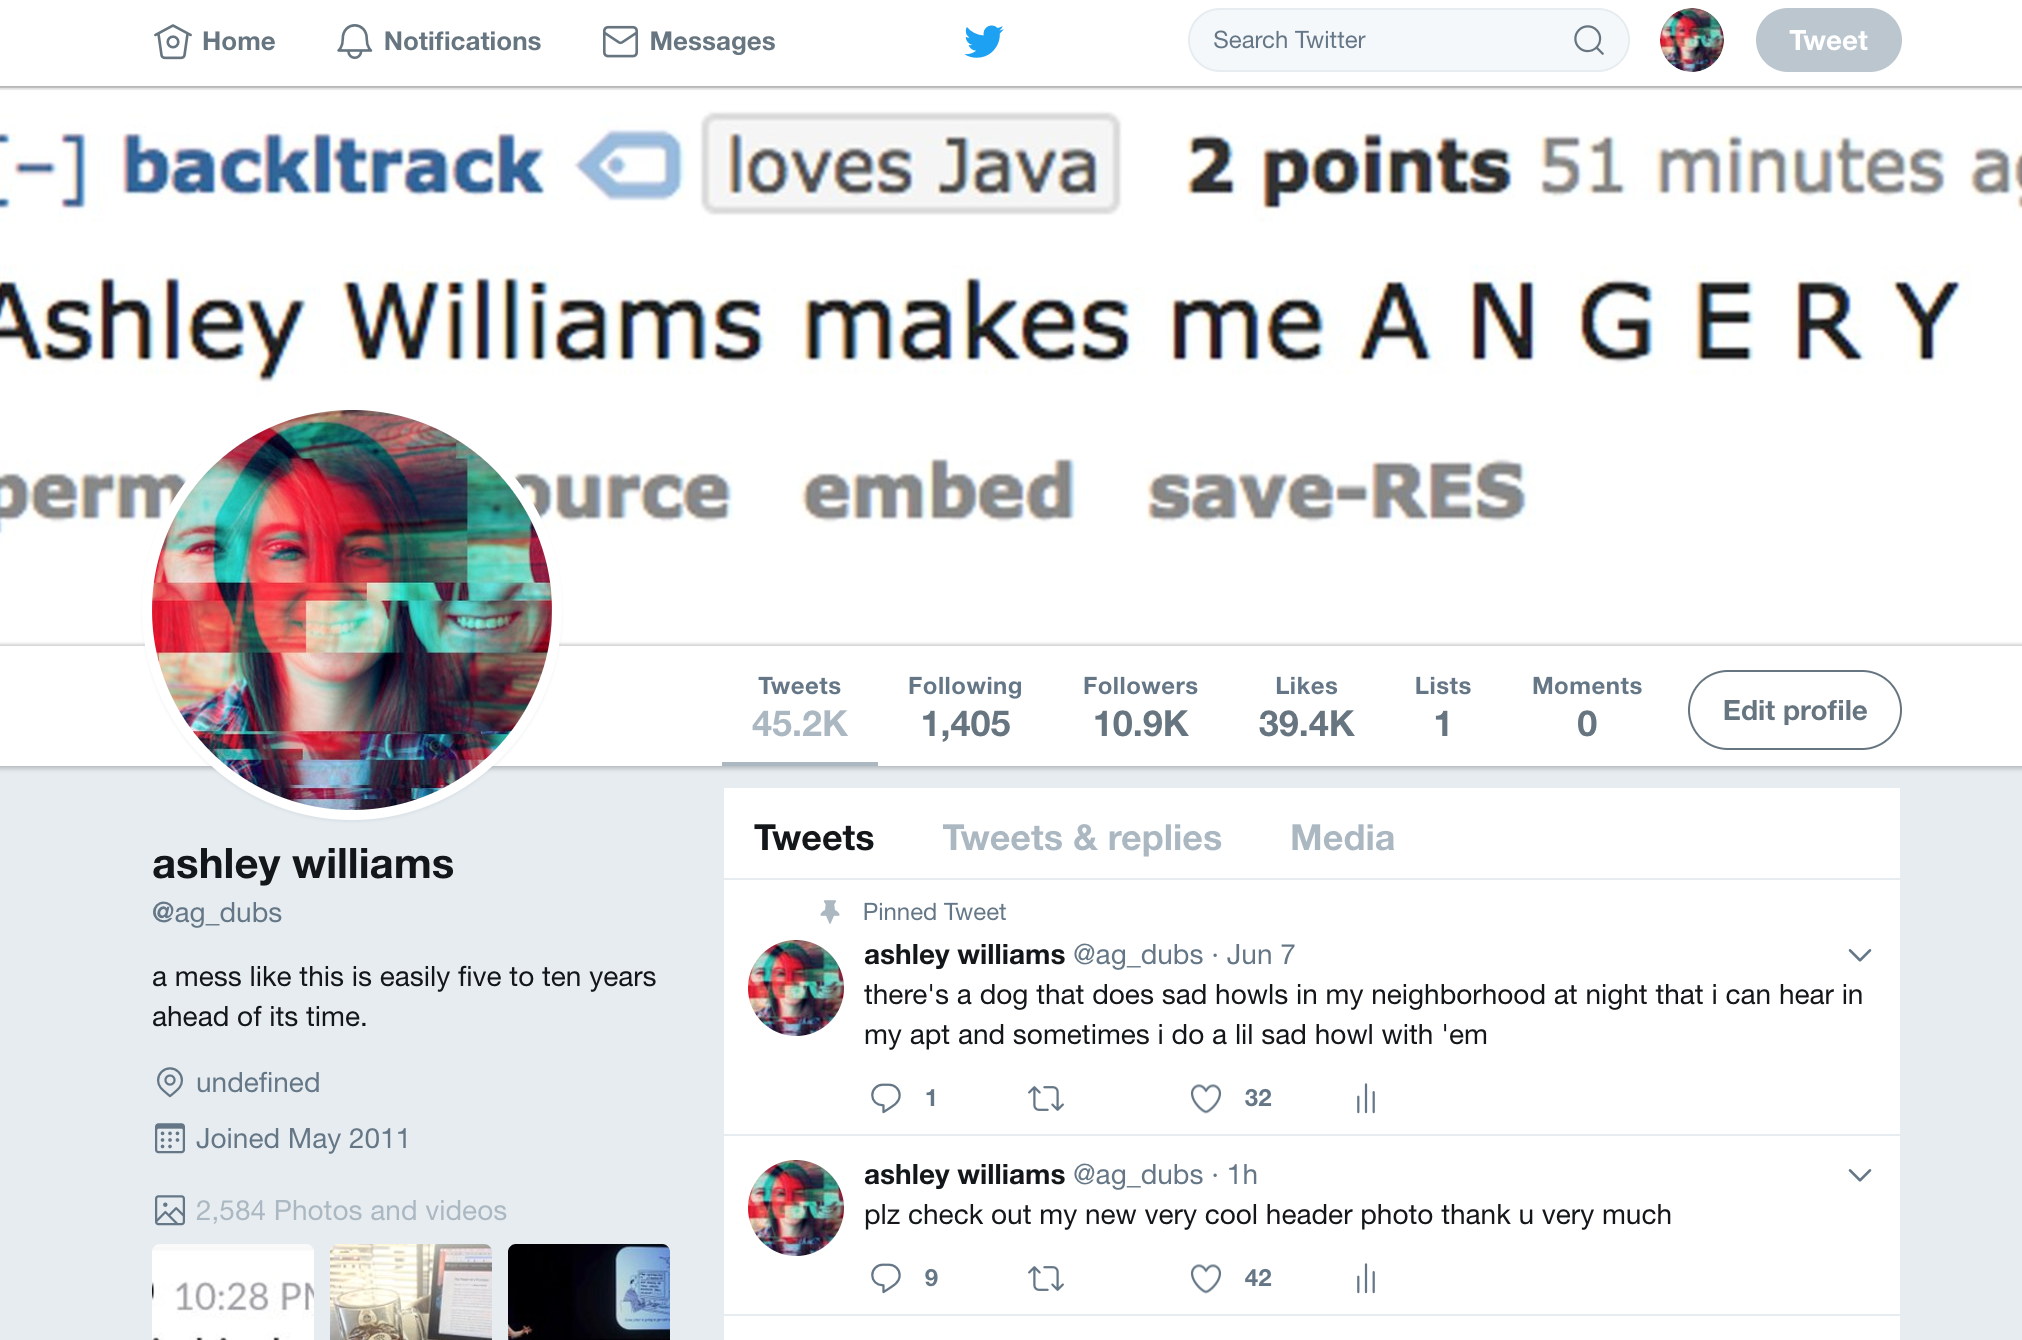 Home Notifications Messages Search Twitter Tweet
[–] backItrack loves Java 2 points 51 minutes
Ashley Williams makes me A N G E R Y
embed save-RES
Tweets Following Followers Likes Lists Moments
45.2K 1,405 10.9K 39.4K 1 0 Edit profile
ashley williams
@ag_dubs
a mess like this is easily five to ten years
ahead of its time.
undefined
Joined May 2011
2,584 Photos and videos
10:28
Tweets Tweets & replies Media
Pinned Tweet
ashley williams @ag_dubs · Jun 7
there's a dog that does sad howls in my neighborhood at night that i can hear in
my apt and sometimes i do a lil sad howl with 'em
1 32
ashley williams @ag_dubs · 1h
plz check out my new very cool header photo thank u very much
9 42